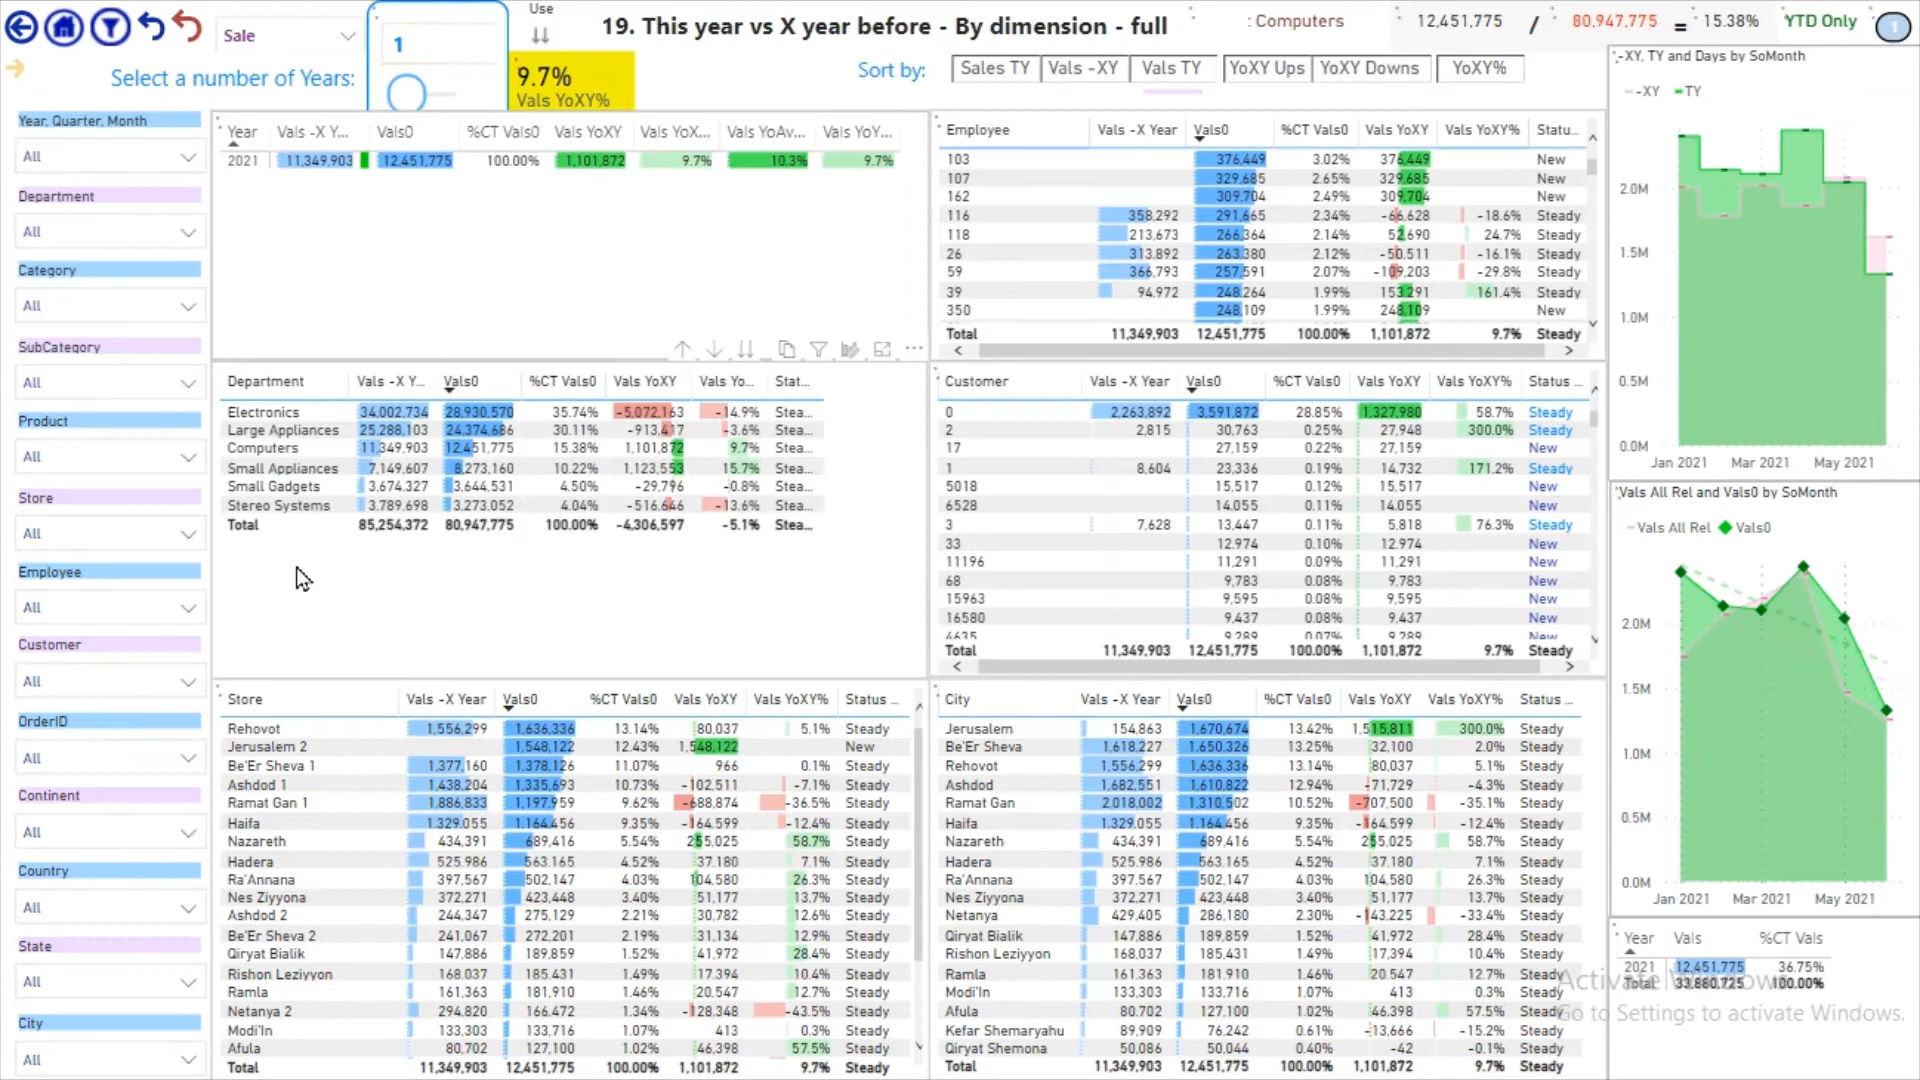 Sale
Select a number of Years:
1
Use
9.7%
Vals YoXY%
19. This year vs X year before - By dimension - full
: Computers
12,451,775 / 80,947,775 = 15.38% YTD Only
1
Sort by:
Sales TY Vals -XY Vals TY YoXY Ups YoXY Downs YoXY%
Year, Quarter, Month
All
Department
All
Category
All
SubCategory
All
Product
All
Store
All
Employee
All
Customer
All
OrderID
All
Continent
All
Country
All
State
All
City
All
Year Vals -X Y... Vals0 %CT Vals0 Vals YoXY Vals YoX... Vals YoAv... Vals YoY...
2021 11,349,903 12,451,775 100.00% 1,101,872 9.7% 10.3% 9.7%
Department Vals -X Y... Vals0 %CT Vals0 Vals YoXY Vals Yo... Stat...
Electronics 34,002,734 28,930,570 35.74% -5,072,163 -14.9% Stea...
Large Appliances 25,288,103 24,374,686 30.11% -913,417 -3.6% Stea...
Computers 11,349,903 12,451,775 15.38% 1,101,872 9.7% Stea...
Small Appliances 7,149,607 8,273,160 10.22% 1,123,553 15.7% Stea...
Small Gadgets 3,674,327 3,644,531 4.50% -29,796 -0.8% Stea...
Stereo Systems 3,789,698 3,273,052 4.04% -516,646 -13.6% Stea...
Total 85,254,372 80,947,775 100.00% -4,306,597 -5.1% Stea...
Store Vals -X Year Vals0 %CT Vals0 Vals YoXY Vals YoXY% Status ...
Rehovot 1,556,299 1,636,336 13.14% 80,037 5.1% Steady
Jerusalem 2 1,548,122 12.43% 1,548,122 New
Be'Er Sheva 1 1,377,160 1,378,126 11.07% 966 0.1% Steady
Ashdod 1 1,438,204 1,335,693 10.73% -102,511 -7.1% Steady
Ramat Gan 1 1,886,833 1,197,959 9.62% -688,874 -36.5% Steady
Haifa 1,329,055 1,164,456 9.35% -164,599 -12.4% Steady
Nazareth 434,391 689,416 5.54% 255,025 58.7% Steady
Hadera 525,986 563,165 4.52% 37,180 7.1% Steady
Ra'Annana 397,567 502,147 4.03% 104,580 26.3% Steady
Nes Ziyyona 372,271 423,448 3.40% 51,177 13.7% Steady
Ashdod 2 244,347 275,129 2.21% 30,782 12.6% Steady
Be'Er Sheva 2 241,067 272,201 2.19% 31,134 12.9% Steady
Qiryat Bialik 147,886 189,859 1.52% 41,972 28.4% Steady
Rishon Leziyyon 168,037 185,431 1.49% 17,394 10.4% Steady
Ramla 161,363 181,910 1.46% 20,547 12.7% Steady
Netanya 2 294,820 166,472 1.34% -128,348 -43.5% Steady
Modi'In 133,303 133,716 1.07% 413 0.3% Steady
Afula 80,702 127,100 1.02% 46,398 57.5% Steady
Total 11,349,903 12,451,775 100.00% 1,101,872 9.7% Steady
Employee Vals -X Year Vals0 %CT Vals0 Vals YoXY Vals YoXY% Statu...
103 376,449 3.02% 376,449 New
107 329,685 2.65% 329,685 New
162 309,704 2.49% 309,704 New
116 358,292 291,665 2.34% -66,628 -18.6% Steady
118 213,673 266,364 2.14% 52,690 24.7% Steady
26 313,892 263,380 2.12% -50,511 -16.1% Steady
59 366,793 257,591 2.07% -109,203 -29.8% Steady
39 94,972 248,264 1.99% 153,291 161.4% Steady
350 248,109 1.99% 248,109 New
Total 11,349,903 12,451,775 100.00% 1,101,872 9.7% Steady
Customer Vals -X Year Vals0 %CT Vals0 Vals YoXY Vals YoXY% Status ...
0 2,263,892 3,591,872 28.85% 1,327,980 58.7% Steady
2 2,815 30,763 0.25% 27,948 300.0% Steady
17 27,159 0.22% 27,159 New
1 8,604 23,336 0.19% 14,732 171.2% Steady
5018 15,517 0.12% 15,517 New
6528 14,055 0.11% 14,055 New
3 7,628 13,447 0.11% 5,818 76.3% Steady
33 12,974 0.10% 12,974 New
11196 11,291 0.09% 11,291 New
68 9,783 0.08% 9,783 New
15963 9,595 0.08% 9,595 New
16580 9,437 0.08% 9,437 New
4435 9,289 0.07% 9,289 New
Total 11,349,903 12,451,775 100.00% 1,101,872 9.7% Steady
City Vals -X Year Vals0 %CT Vals0 Vals YoXY Vals YoXY% Status ...
Jerusalem 154,863 1,670,674 13.42% 1,515,811 300.0% Steady
Be'Er Sheva 1,618,227 1,650,326 13.25% 32,100 2.0% Steady
Rehovot 1,556,299 1,636,336 13.14% 80,037 5.1% Steady
Ashdod 1,682,551 1,610,822 12.94% -71,729 -4.3% Steady
Ramat Gan 2,018,002 1,310,502 10.52% -707,500 -35.1% Steady
Haifa 1,329,055 1,164,456 9.35% -164,599 -12.4% Steady
Nazareth 434,391 689,416 5.54% 255,025 58.7% Steady
Hadera 525,986 563,165 4.52% 37,180 7.1% Steady
Ra'Annana 397,567 502,147 4.03% 104,580 26.3% Steady
Nes Ziyyona 372,271 423,448 3.40% 51,177 13.7% Steady
Netanya 429,405 286,180 2.30% -143,225 -33.4% Steady
Qiryat Bialik 147,886 189,859 1.52% 41,972 28.4% Steady
Rishon Leziyyon 168,037 185,431 1.49% 17,394 10.4% Steady
Ramla 161,363 181,910 1.46% 20,547 12.7% Steady
Modi'In 133,303 133,716 1.07% 413 0.3% Steady
Afula 80,702 127,100 1.02% 46,398 57.5% Steady
Kefar Shemaryahu 89,909 76,242 0.61% -13,666 -15.2% Steady
Qiryat Shemona 50,086 50,044 0.40% -42 -0.1% Steady
Total 11,349,903 12,451,775 100.00% 1,101,872 9.7% Steady
-XY, TY and Days by SoMonth
-XY TY
2.0M
1.5M
1.0M
0.5M
0.0M
Jan 2021 Mar 2021 May 2021
Vals All Rel and Vals0 by SoMonth
Vals All Rel Vals0
2.0M
1.5M
1.0M
0.5M
0.0M
Jan 2021 Mar 2021 May 2021
Year Vals %CT Vals
2021 12,451,775 36.75%
Total 33,880,725 100.00%
Activate Windows
Go to Settings to activate Windows.